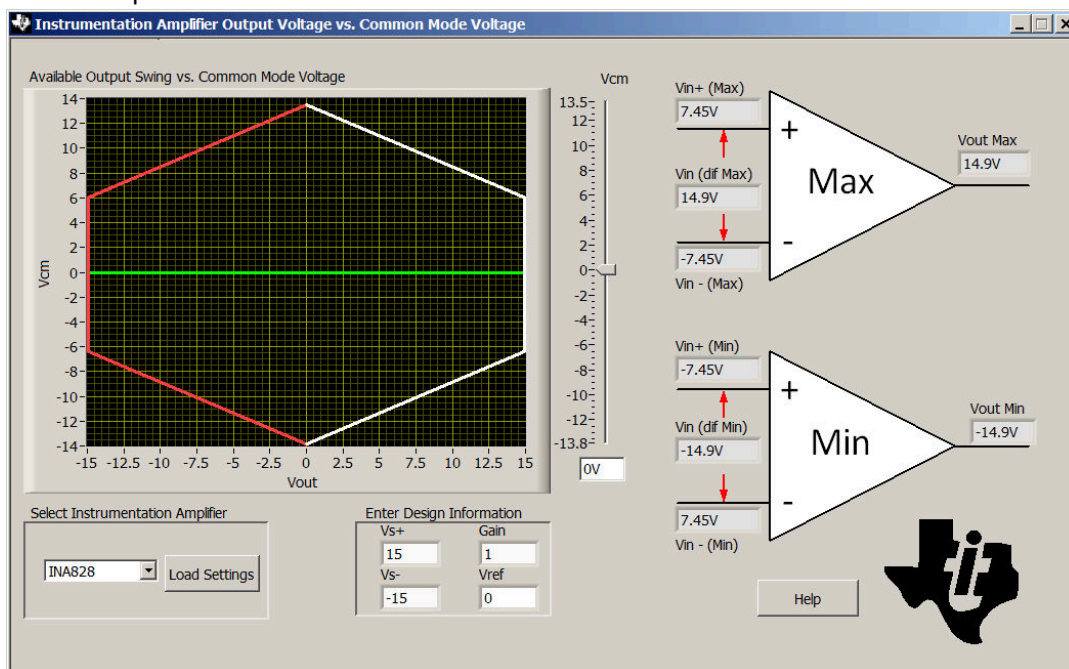 Instrumentation Amplifier Output Voltage vs. Common Mode Voltage
Available Output Swing vs. Common Mode Voltage
Vcm
14
12
10
8
6
4
2
0
-2
-4
-6
-8
-10
-12
-14
-15 -12.5 -10 -7.5 -5 -2.5 0 2.5 5 7.5 10 12.5 15
Vout
Vcm
13.5
12
10
8
6
4
2
0
-2
-4
-6
-8
-10
-12
-13.8
0V
Vin+ (Max)
7.45V
+
Vin (dif Max)
14.9V
Max
-
-7.45V
Vin - (Max)
Vout Max
14.9V
Vin+ (Min)
-7.45V
+
Vin (dif Min)
-14.9V
Min
-
7.45V
Vin - (Min)
Vout Min
-14.9V
Select Instrumentation Amplifier
INA828
Load Settings
Enter Design Information
Vs+ Gain
15 1
Vs- Vref
-15 0
Help
ti